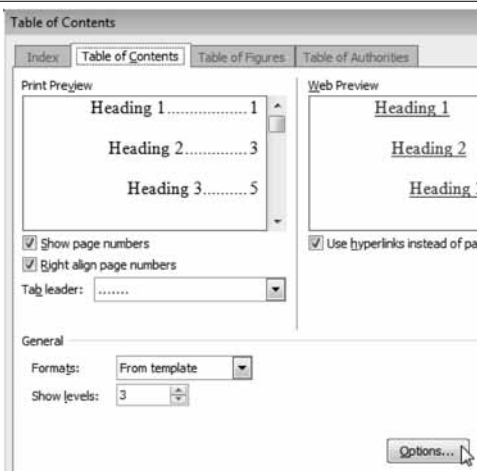 Table of Contents
Index Table of Contents Table of Figures Table of Authorities
Print Preview Web Preview
Heading 1.................. 1 Heading 1
Heading 2.............. 3 Heading 2
Heading 3.......... 5 Heading
Show page numbers Use hyperlinks instead of pa
Right align page numbers
Tab leader: .......
General
Formats: From template
Show levels: 3
Options...